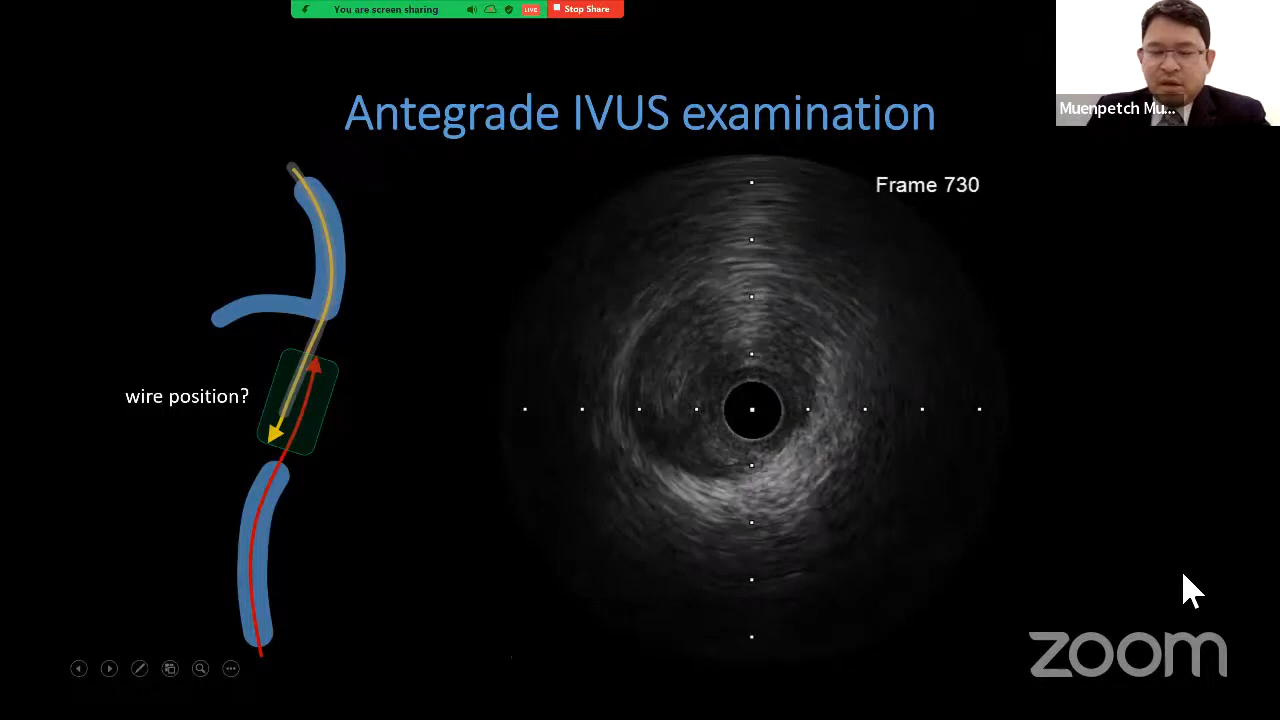 You are screen sharing
LIVE
Stop Share
Muenpetch Mu...
Antegrade IVUS examination
Frame 730
wire position?
zoom